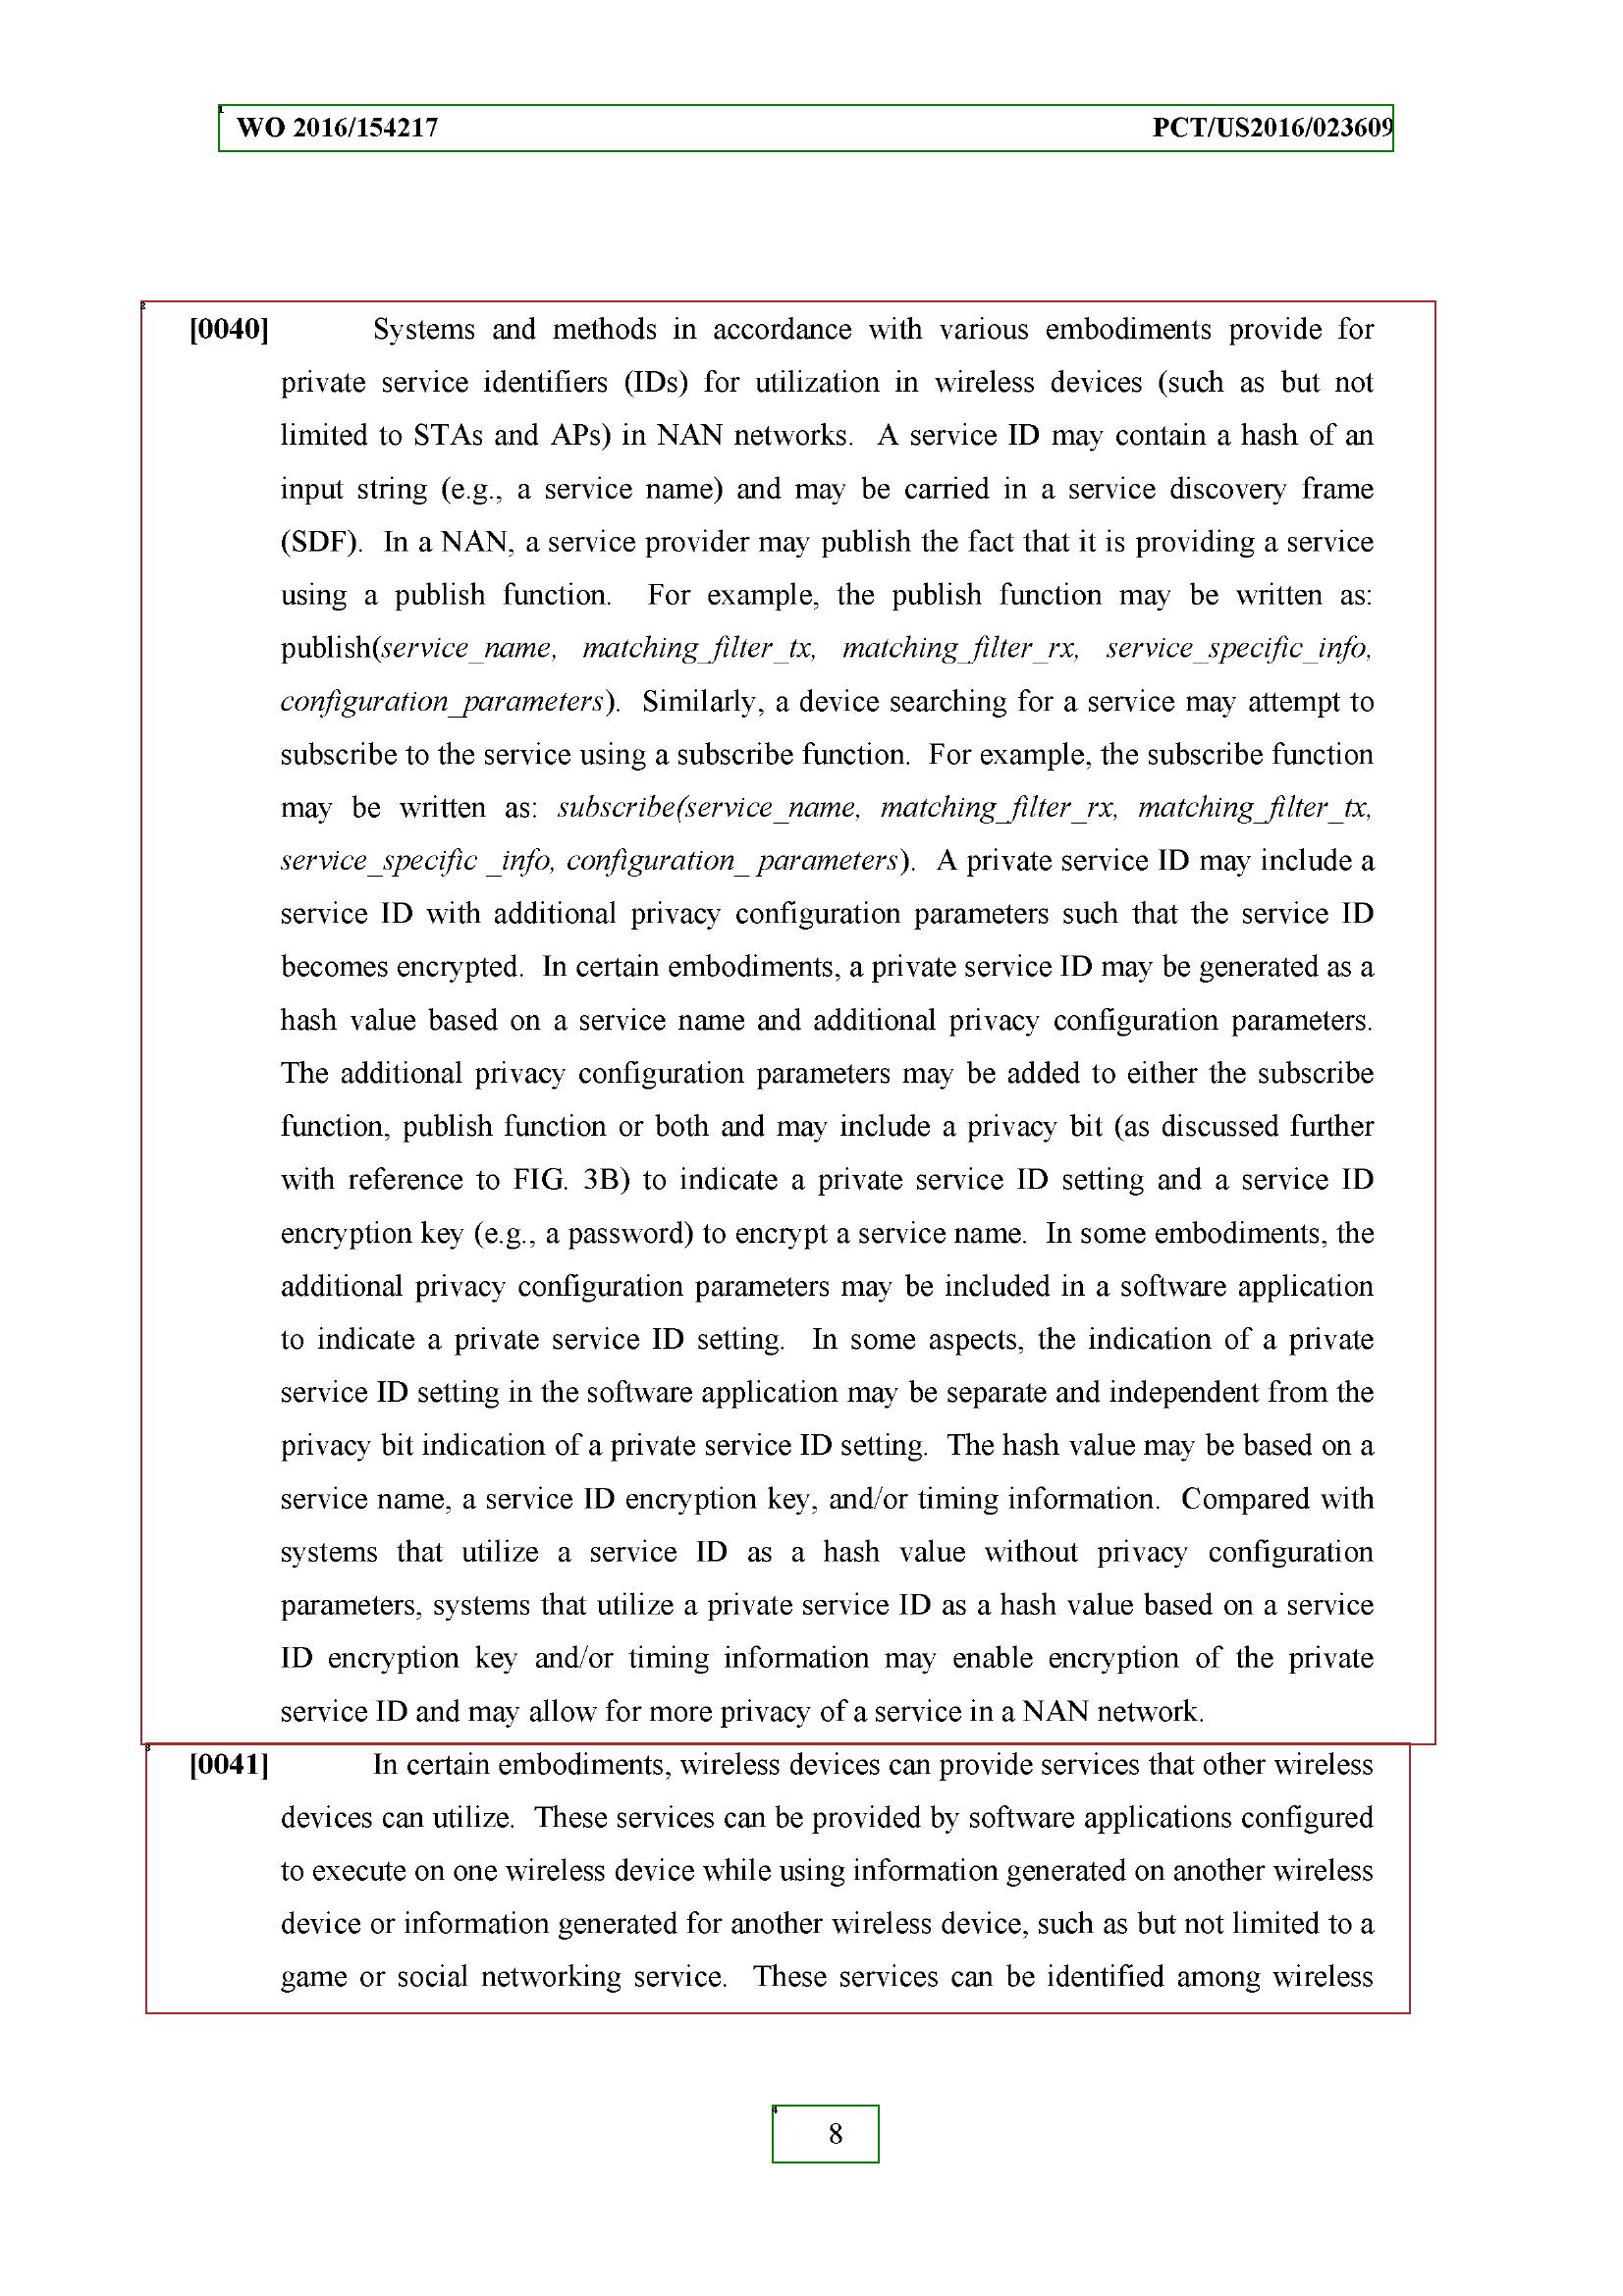 WO 2016/154217 PCT/US2016/023609
[0040] Systems and methods in accordance with various embodiments provide for
private service identifiers (IDs) for utilization in wireless devices (such as but not
limited to STAs and APs) in NAN networks. A service ID may contain a hash of an
input string (e.g., a service name) and may be carried in a service discovery frame
(SDF). In a NAN, a service provider may publish the fact that it is providing a service
using a publish function. For example, the publish function may be written as:
publish(service_name, matching_filter_tx, matching_filter_rx, service_specific_info,
configuration_parameters). Similarly, a device searching for a service may attempt to
subscribe to the service using a subscribe function. For example, the subscribe function
may be written as: subscribe(service_name, matching_filter_rx, matching_filter_tx,
service_specific _info, configuration_ parameters). A private service ID may include a
service ID with additional privacy configuration parameters such that the service ID
becomes encrypted. In certain embodiments, a private service ID may be generated as a
hash value based on a service name and additional privacy configuration parameters.
The additional privacy configuration parameters may be added to either the subscribe
function, publish function or both and may include a privacy bit (as discussed further
with reference to FIG. 3B) to indicate a private service ID setting and a service ID
encryption key (e.g., a password) to encrypt a service name. In some embodiments, the
additional privacy configuration parameters may be included in a software application
to indicate a private service ID setting. In some aspects, the indication of a private
service ID setting in the software application may be separate and independent from the
privacy bit indication of a private service ID setting. The hash value may be based on a
service name, a service ID encryption key, and/or timing information. Compared with
systems that utilize a service ID as a hash value without privacy configuration
parameters, systems that utilize a private service ID as a hash value based on a service
ID encryption key and/or timing information may enable encryption of the private
service ID and may allow for more privacy of a service in a NAN network.
[0041] In certain embodiments, wireless devices can provide services that other wireless
devices can utilize. These services can be provided by software applications configured
to execute on one wireless device while using information generated on another wireless
device or information generated for another wireless device, such as but not limited to a
game or social networking service. These services can be identified among wireless
8